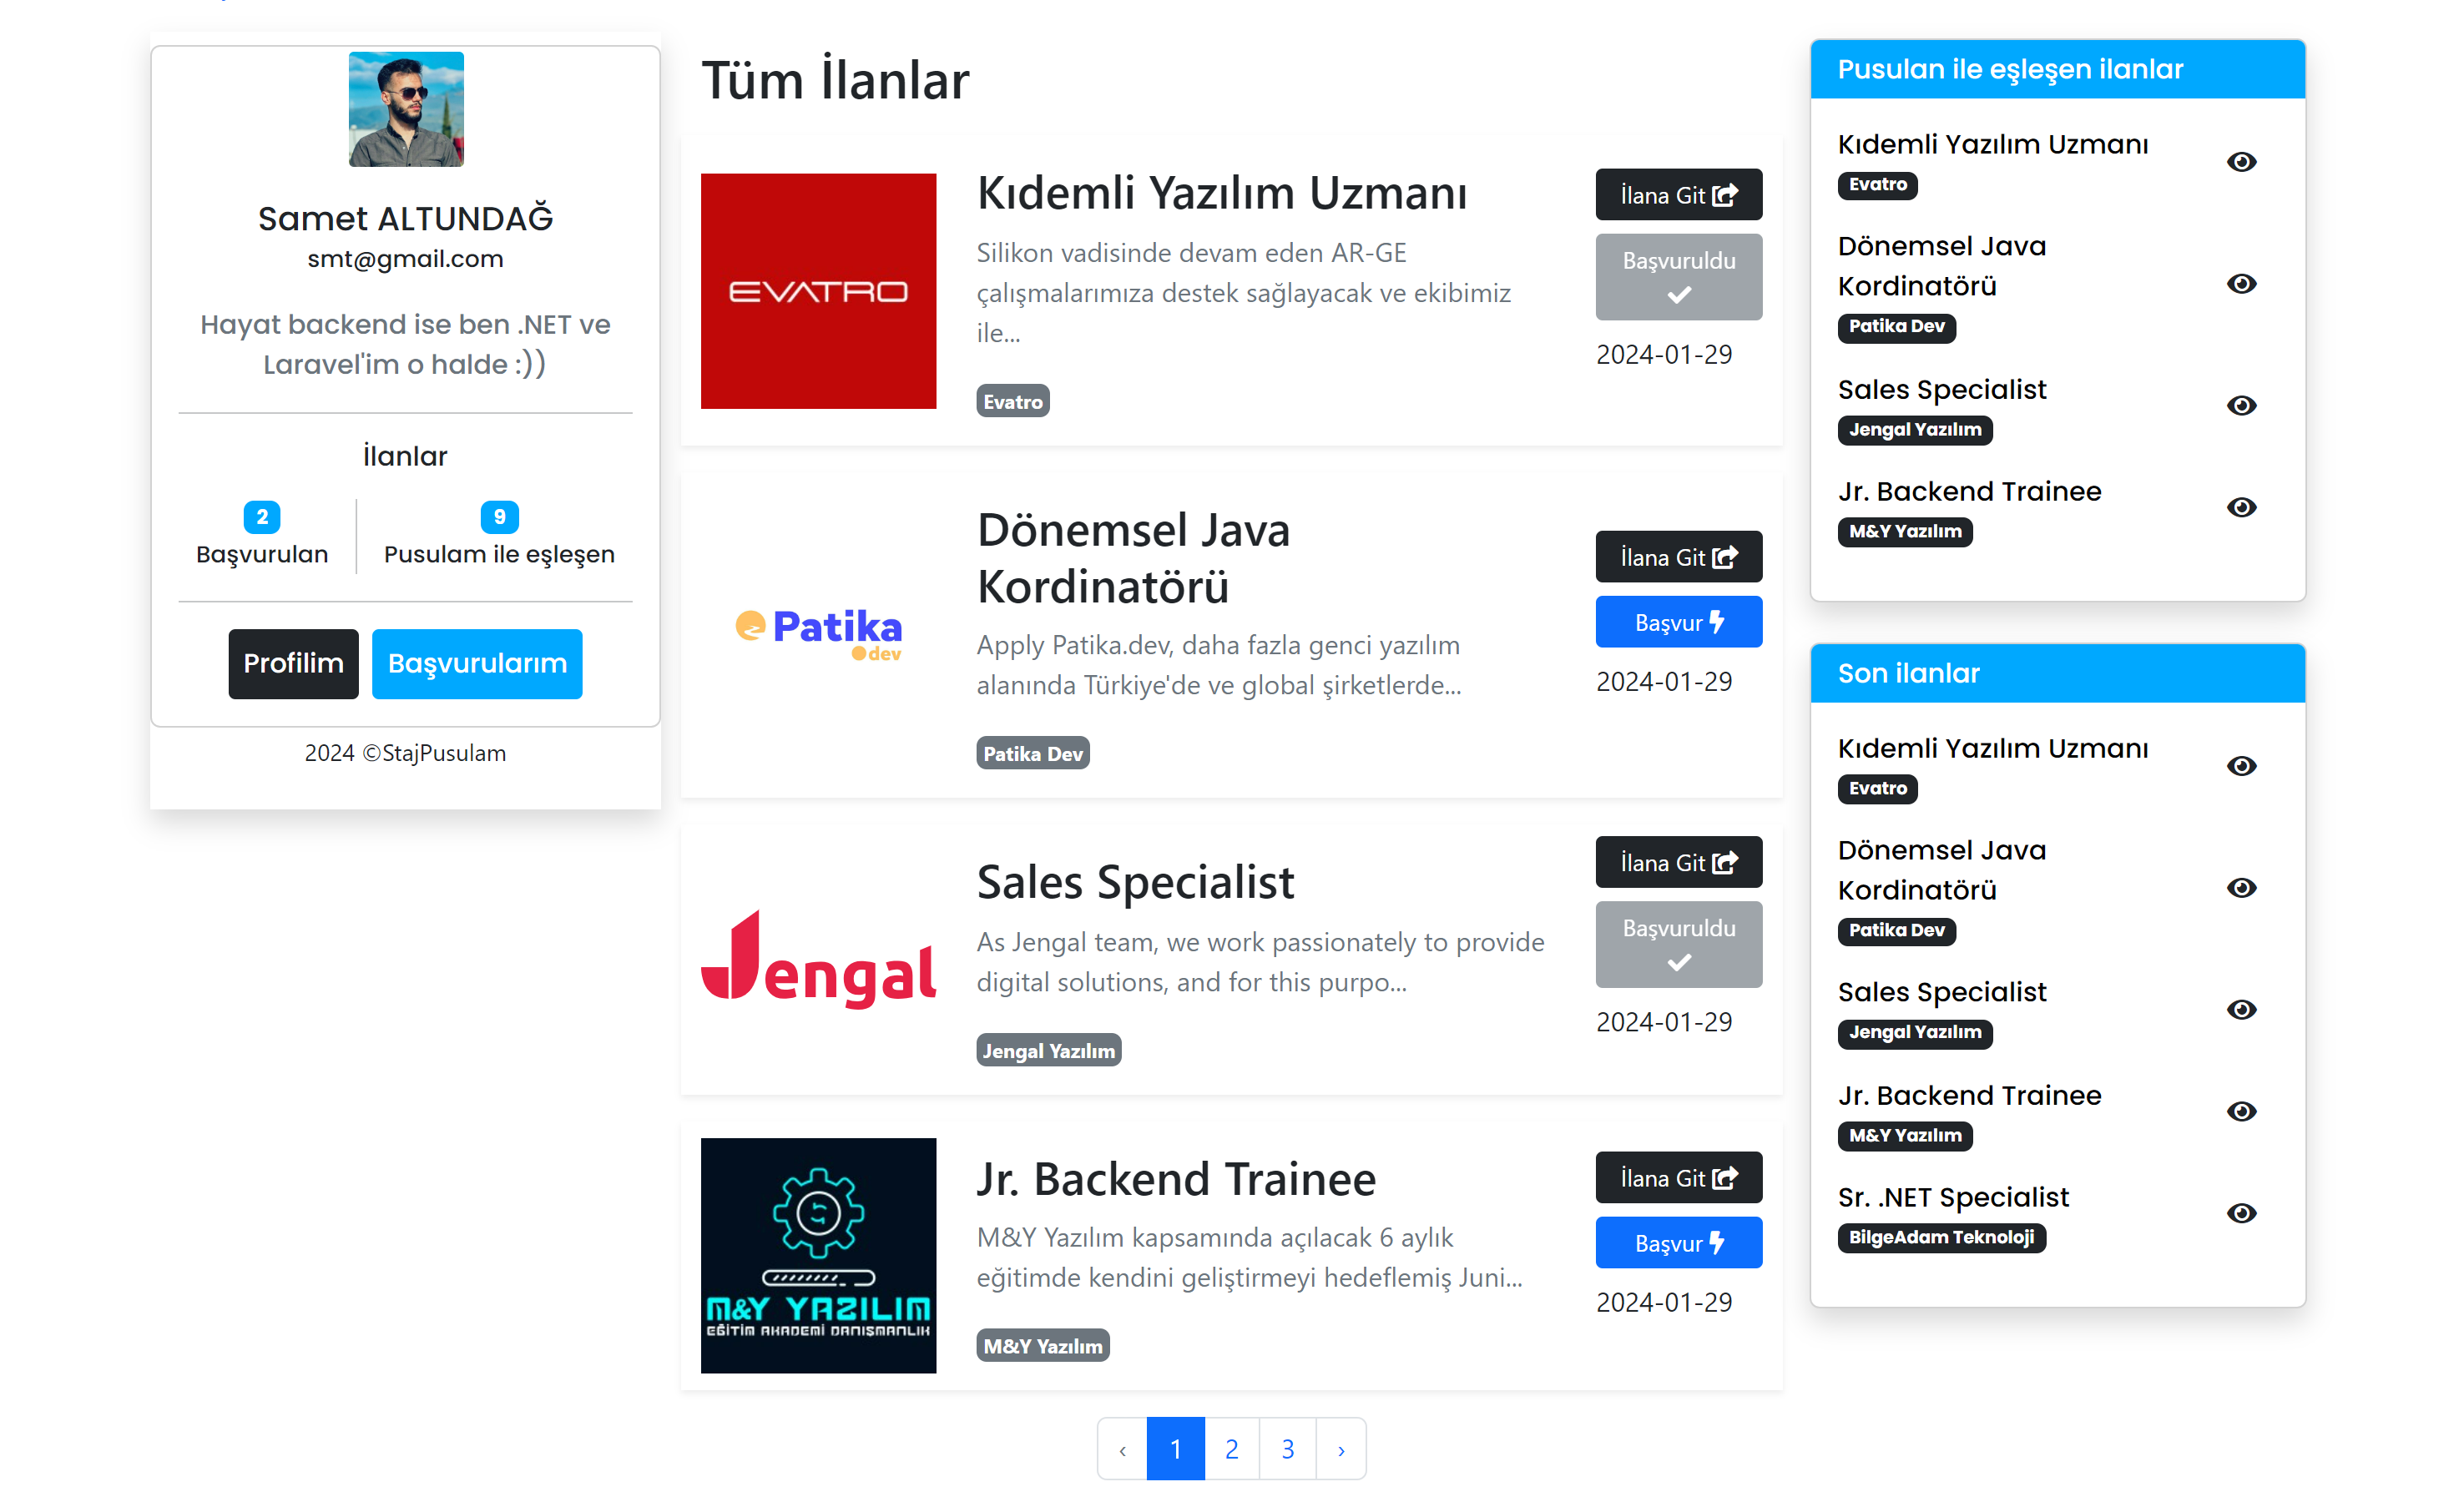 Samet ALTUNDAĞ
smt@gmail.com
Hayat backend ise ben .NET ve
Laravel'im o halde :))
İlanlar
2
Başvurulan
9
Pusulam ile eşleşen
Profilim
Başvurularım
2024 ©StajPusulam
Tüm İlanlar
EVATRO
Kıdemli Yazılım Uzmanı
Silikon vadisinde devam eden AR-GE
çalışmalarımıza destek sağlayacak ve ekibimiz
ile...
Evatro
İlana Git
Başvuruldu
2024-01-29
Patika
dev
Dönemsel Java
Kordinatörü
Apply Patika.dev, daha fazla genci yazılım
alanında Türkiye'de ve global şirketlerde...
Patika Dev
İlana Git
Başvur
2024-01-29
Jengal
Sales Specialist
As Jengal team, we work passionately to provide
digital solutions, and for this purpo...
Jengal Yazılım
İlana Git
Başvuruldu
2024-01-29
M&Y YAZILIM
EĞİTİM AKADEMİ DANIŞMANLIK
Jr. Backend Trainee
M&Y Yazılım kapsamında açılacak 6 aylık
eğitimde kendini geliştirmeyi hedeflemiş Juni...
M&Y Yazılım
İlana Git
Başvur
2024-01-29
‹ 1 2 3 ›
Pusulan ile eşleşen ilanlar
Kıdemli Yazılım Uzmanı
Evatro
Dönemsel Java
Kordinatörü
Patika Dev
Sales Specialist
Jengal Yazılım
Jr. Backend Trainee
M&Y Yazılım
Son ilanlar
Kıdemli Yazılım Uzmanı
Evatro
Dönemsel Java
Kordinatörü
Patika Dev
Sales Specialist
Jengal Yazılım
Jr. Backend Trainee
M&Y Yazılım
Sr. .NET Specialist
BilgeAdam Teknoloji